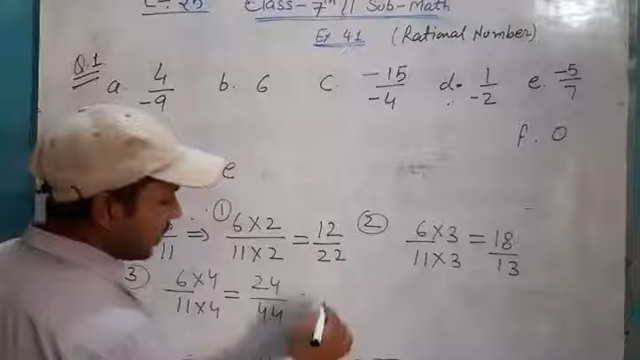 Class-7th // Sub-Math
Ex 41 (Rational Number)
Q.1 a. 4/-9 b. 6 c. -15/-4 d. 1/-2 e. -5/7
f. 0
e
11 ⇒ ① 6×2/11×2 = 12/22 ② 6×3/11×3 = 18/13
3) 6×4/11×4 = 24/44